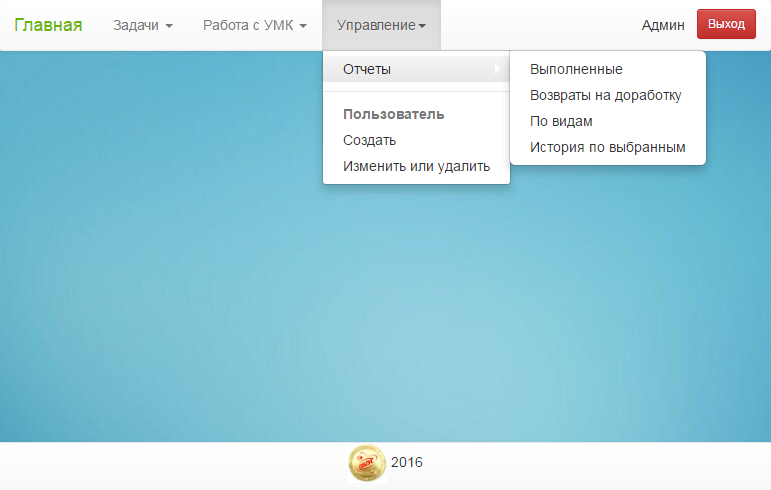 Главная Задачи Работа с УМК Управление Админ Выход
Отчеты
Пользователь
Создать
Изменить или удалить
Выполненные
Возвраты на доработку
По видам
История по выбранным
2016